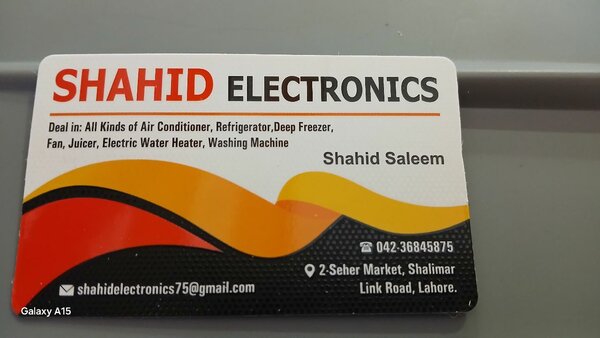 SHAHID ELECTRONICS
Deal in: All Kinds of Air Conditioner, Refrigerator,Deep Freezer,
Fan, Juicer, Electric Water Heater, Washing Machine
Shahid Saleem
042-36845875
2-Seher Market, Shalimar
Link Road, Lahore.
shahidelectronics75@gmail.com
Galaxy A15